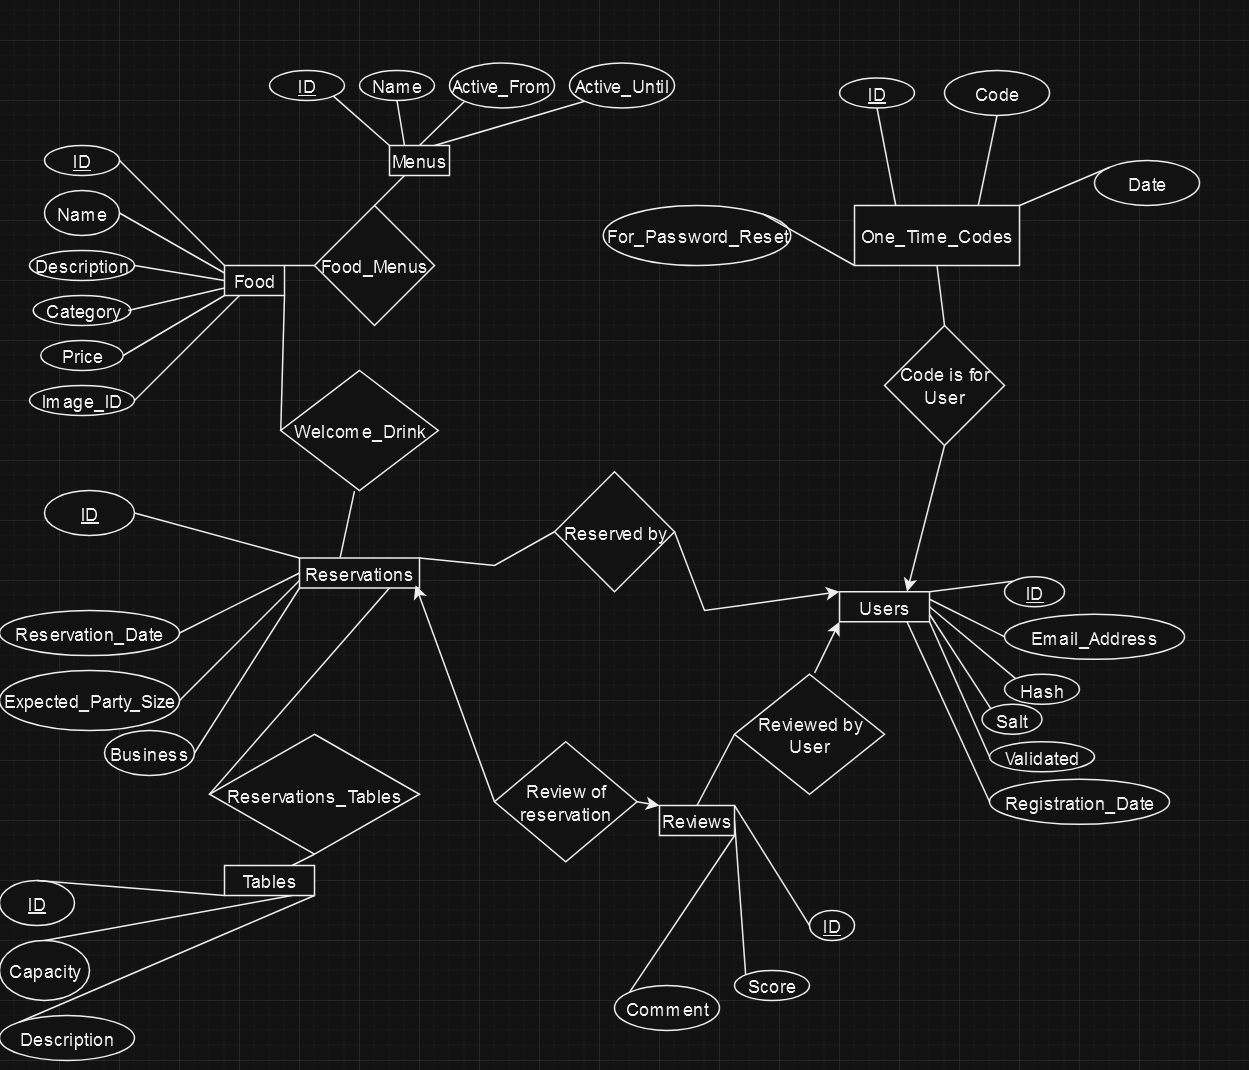 ID
Name
Active_From
Active_Until
Menus
ID
Code
Date
For_Password_Reset
One_Time_Codes
ID
Name
Description
Category
Price
Image_ID
Food
Food_Menus
Code is for
User
Welcome_Drink
ID
Reserved by
Reservations
Reservation_Date
Expected_Party_Size
Business
Users
ID
Email_Address
Hash
Salt
Validated
Registration_Date
Reviewed by
User
Reservations_Tables
Review of
reservation
Reviews
Tables
ID
Capacity
Description
ID
Score
Comment